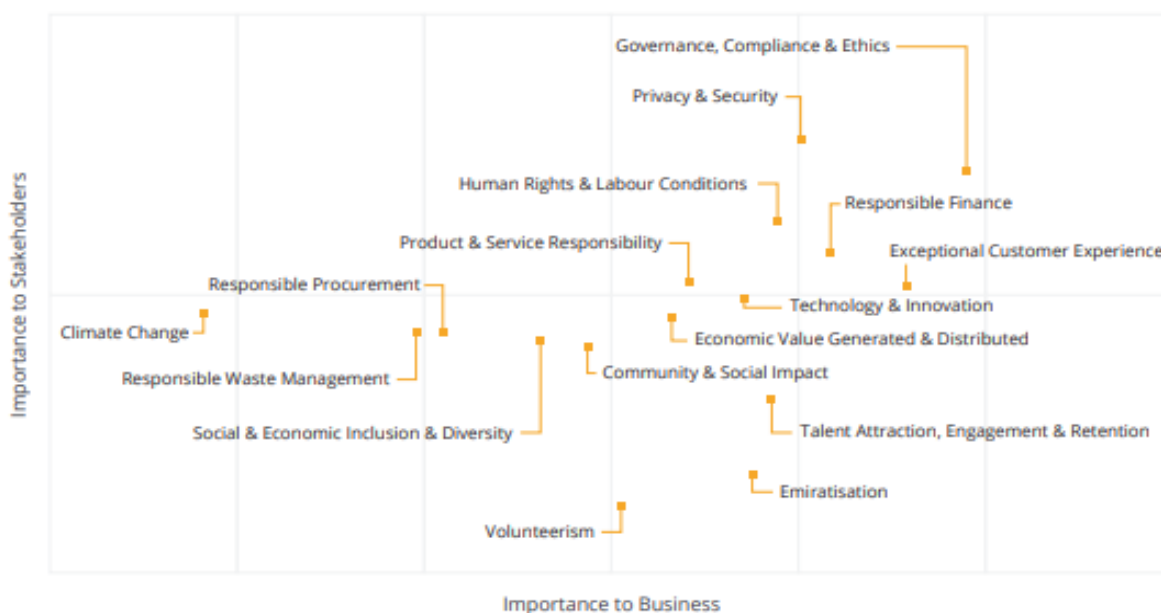 Governance, Compliance & Ethics
Privacy & Security
Human Rights & Labour Conditions
Responsible Finance
Product & Service Responsibility
Exceptional Customer Experience
Responsible Procurement
Technology & Innovation
Climate Change
Economic Value Generated & Distributed
Community & Social Impact
Responsible Waste Management
Social & Economic Inclusion & Diversity
Talent Attraction, Engagement & Retention
Emiratisation
Volunteerism
Importance to Stakeholders
Importance to Business